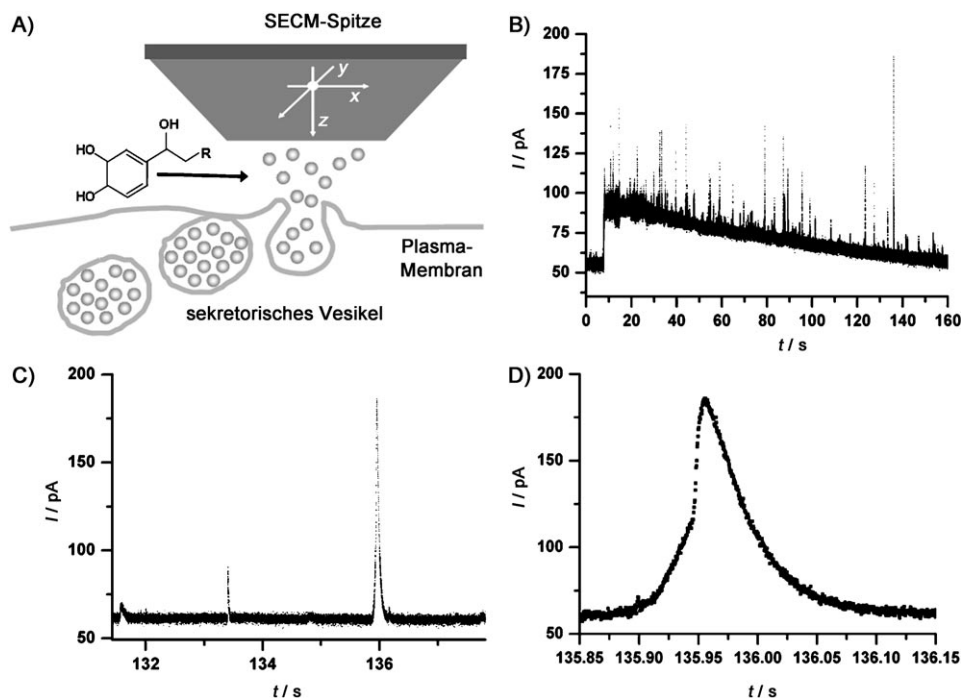 A)
SECM-Spitze
y
x
z
OH
HO
R
HO
Plasma-
Membran
sekretorisches Vesikel
B)
200
175
150
125
100
75
50
I / pA
0 20 40 60 80 100 120 140 160
t / s
C)
200
150
100
50
I / pA
132 134 136
t / s
D)
200
150
100
50
I / pA
135.85 135.90 135.95 136.00 136.05 136.10 136.15
t / s